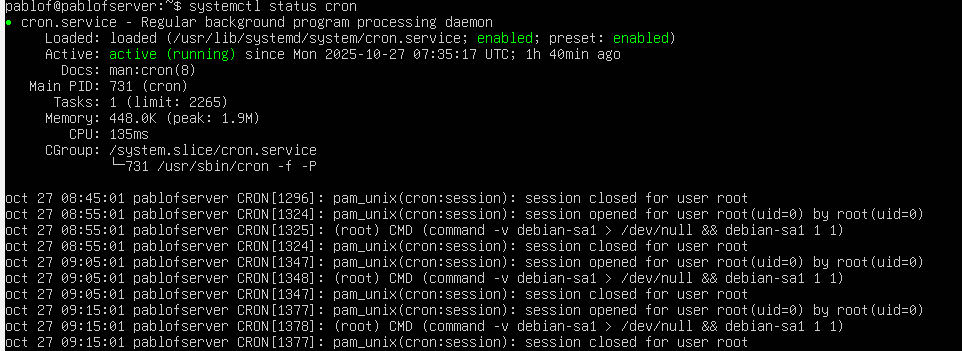 pablof@pablofserver:~$ systemctl status cron
● cron.service - Regular background program processing daemon
     Loaded: loaded (/usr/lib/systemd/system/cron.service; enabled; preset: enabled)
     Active: active (running) since Mon 2025-10-27 07:35:17 UTC; 1h 40min ago
       Docs: man:cron(8)
   Main PID: 731 (cron)
      Tasks: 1 (limit: 2265)
     Memory: 448.0K (peak: 1.9M)
        CPU: 135ms
     CGroup: /system.slice/cron.service
             └─731 /usr/sbin/cron -f -P

oct 27 08:45:01 pablofserver CRON[1296]: pam_unix(cron:session): session closed for user root
oct 27 08:55:01 pablofserver CRON[1324]: pam_unix(cron:session): session opened for user root(uid=0) by root(uid=0)
oct 27 08:55:01 pablofserver CRON[1325]: (root) CMD (command -v debian-sa1 > /dev/null && debian-sa1 1 1)
oct 27 08:55:01 pablofserver CRON[1324]: pam_unix(cron:session): session closed for user root
oct 27 09:05:01 pablofserver CRON[1347]: pam_unix(cron:session): session opened for user root(uid=0) by root(uid=0)
oct 27 09:05:01 pablofserver CRON[1348]: (root) CMD (command -v debian-sa1 > /dev/null && debian-sa1 1 1)
oct 27 09:05:01 pablofserver CRON[1347]: pam_unix(cron:session): session closed for user root
oct 27 09:15:01 pablofserver CRON[1377]: pam_unix(cron:session): session opened for user root(uid=0) by root(uid=0)
oct 27 09:15:01 pablofserver CRON[1378]: (root) CMD (command -v debian-sa1 > /dev/null && debian-sa1 1 1)
oct 27 09:15:01 pablofserver CRON[1377]: pam_unix(cron:session): session closed for user root